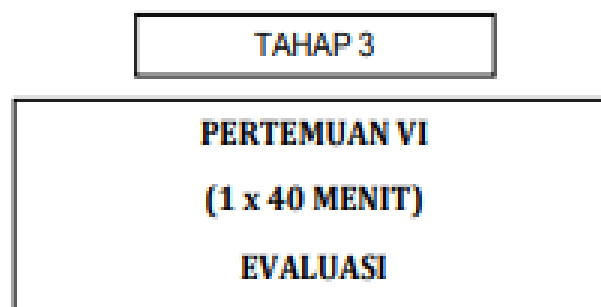 TAHAP 3
PERTEMUAN VI
(1 x 40 MENIT)
EVALUASI